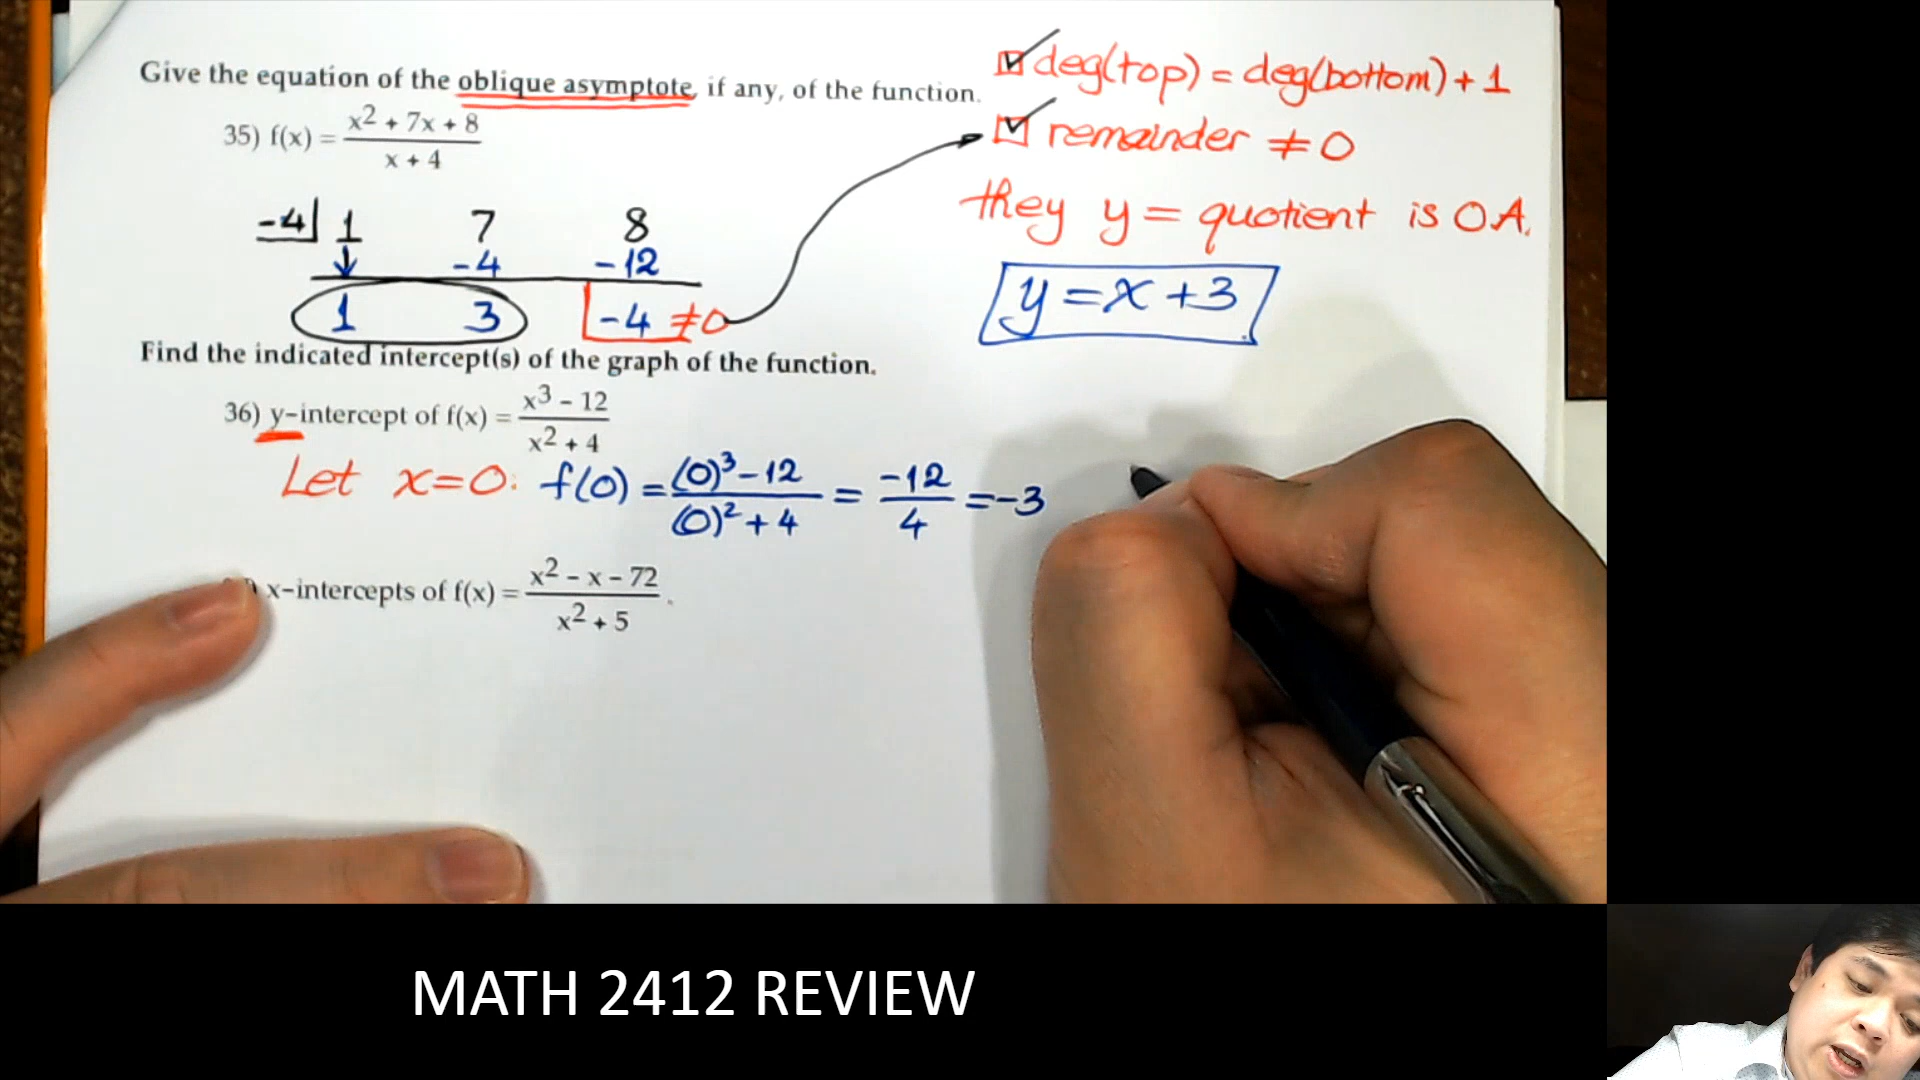 Give the equation of the oblique asymptote, if any, of the function.
35) f(x) = x² + 7x + 8 / x + 4
-4 1 7 8
-4 -12
1 3 -4 ≠0
deg(top) = deg(bottom) + 1
remainder ≠ 0
they y = quotient is OA.
y = x + 3
Find the indicated intercept(s) of the graph of the function.
36) y-intercept of f(x) = x³ - 12 / x² + 4
Let x=0: f(0) = (0)³ - 12 / (0)² + 4 = -12 / 4 = -3
) x-intercepts of f(x) = x² - x - 72 / x² + 5 .
MATH 2412 REVIEW